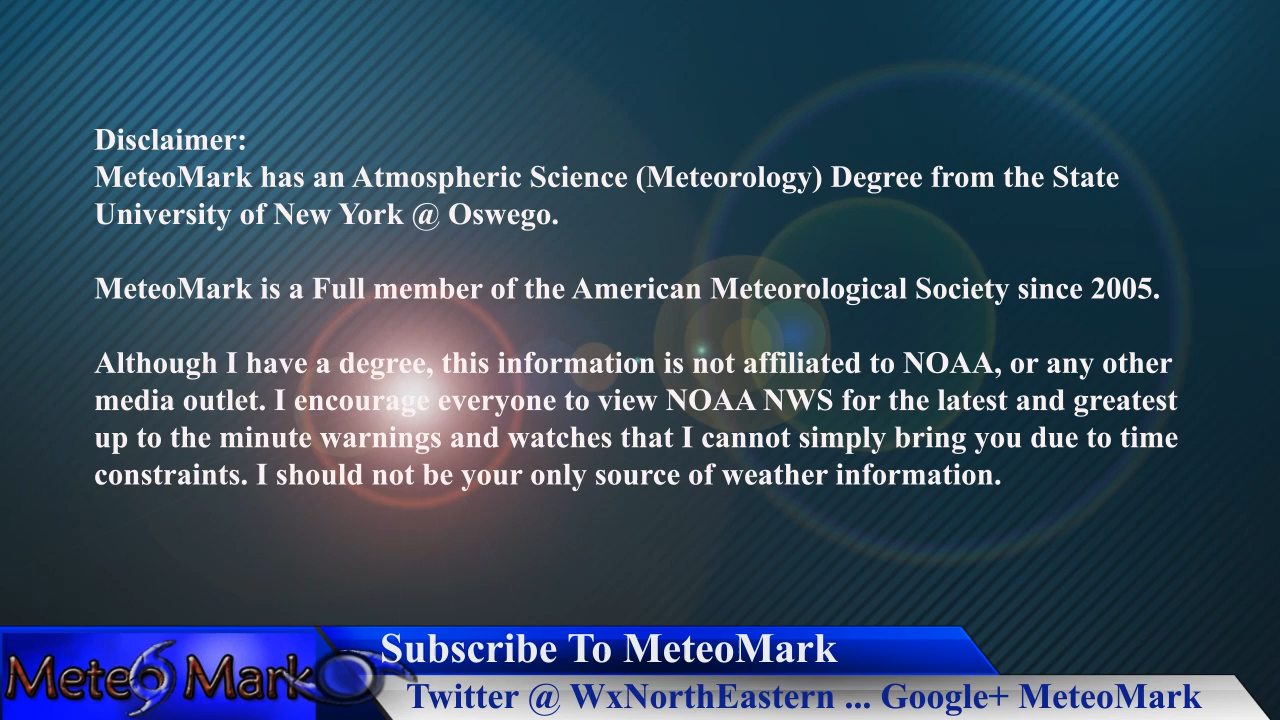 Disclaimer:
MeteoMark has an Atmospheric Science (Meteorology) Degree from the State
University of New York @ Oswego.
MeteoMark is a Full member of the American Meteorological Society since 2005.
Although I have a degree, this information is not affiliated to NOAA, or any other
media outlet. I encourage everyone to view NOAA NWS for the latest and greatest
up to the minute warnings and watches that I cannot simply bring you due to time
constraints. I should not be your only source of weather information.
Subscribe To MeteoMark
MeteoMark
Twitter @ WxNorthEastern ... Google+ MeteoMark